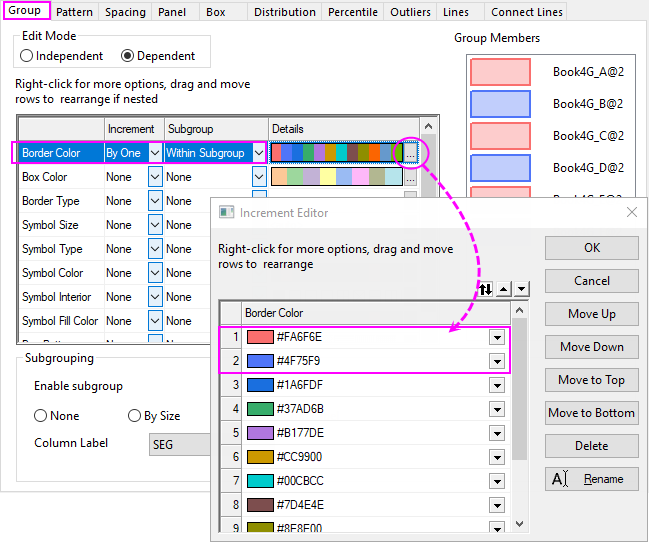 Group Pattern Spacing Panel Box Distribution Percentile Outliers Lines Connect Lines
Edit Mode
Independent Dependent
Right-click for more options, drag and move
rows to rearrange if nested
Increment Subgroup Details
Border Color By One Within Subgroup ...
Box Color None None ...
Border Type None None
Symbol Size None None
Symbol Type None None
Symbol Color None None
Symbol Interior None None
Symbol Fill Color None None
Subgrouping
Enable subgroup
None By Size
Column Label SEG
Group Members
Book4G_A@2
Book4G_B@2
Book4G_C@2
Book4G_D@2
Increment Editor
Right-click for more options, drag and move
rows to rearrange
Border Color
1 #FA6F6E
2 #4F75F9
3 #1A6FDF
4 #37AD6B
5 #B177DE
6 #CC9900
7 #00CBCC
8 #7D4E4E
9 #8E8E00
OK
Cancel
Move Up
Move Down
Move to Top
Move to Bottom
Delete
A Rename